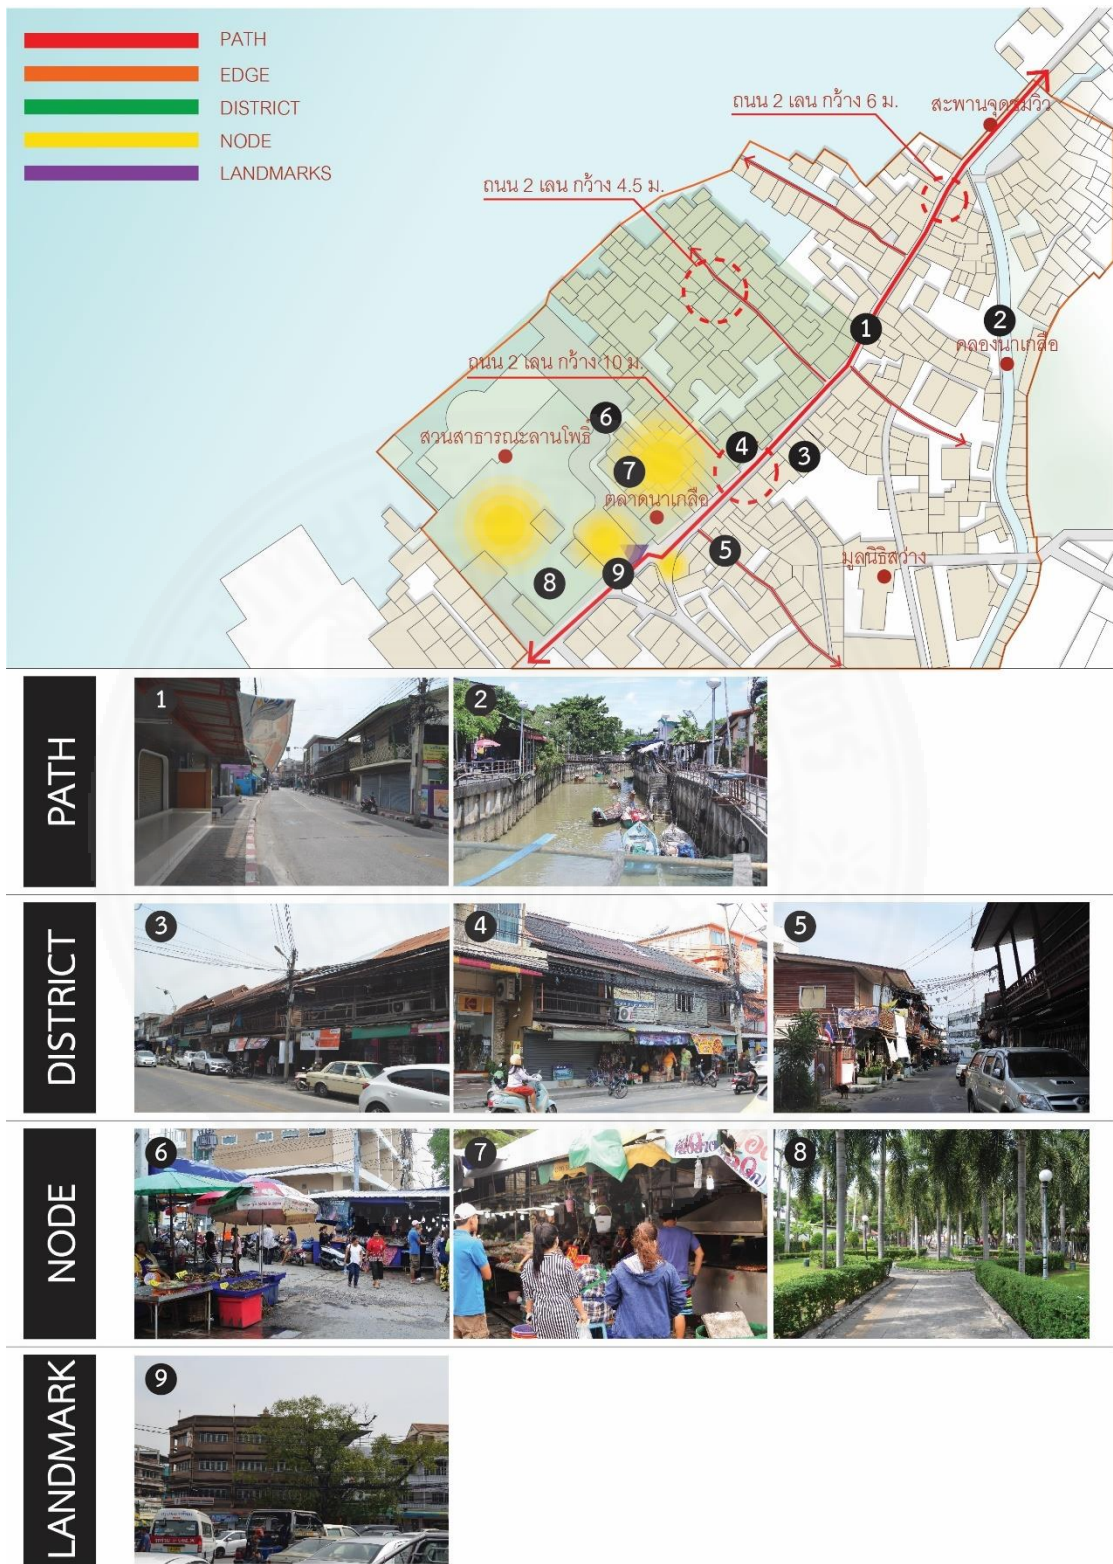 PATH
EDGE
DISTRICT
NODE
LANDMARKS
ถนน 2 เลน กว้าง 6 ม.
สะพานจุดชมวิว
ถนน 2 เลน กว้าง 4.5 ม.
1
2
คลองนาเกลือ
ถนน 2 เลน กว้าง 10 ม.
6
สวนสาธารณะลานโพธิ์
4
3
7
ตลาดนาเกลือ
5
มูลนิธิสว่าง
8
9
PATH
1
2
DISTRICT
3
4
5
NODE
6
7
8
LANDMARK
9